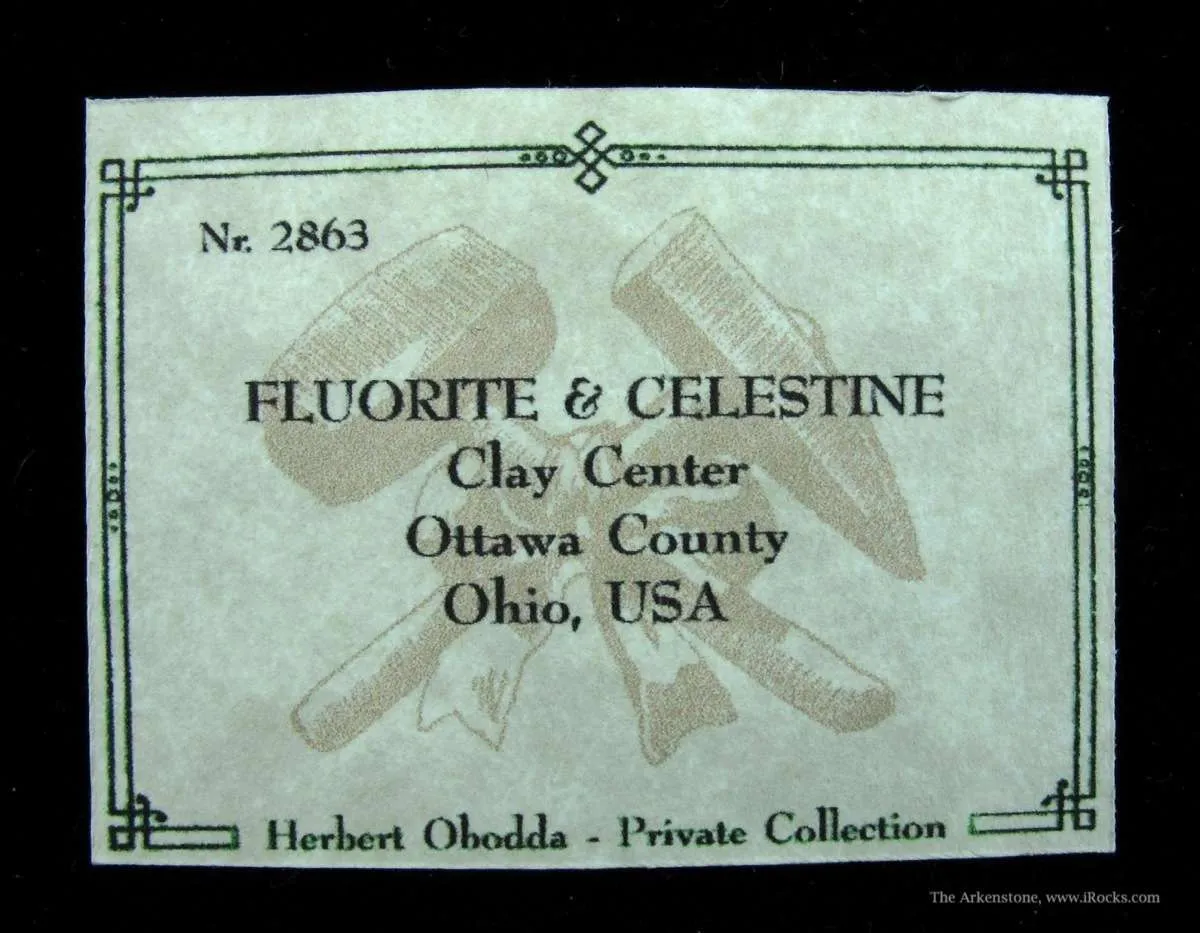 Nr. 2863
FLUORITE & CELESTINE
Clay Center
Ottawa County
Ohio, USA
Herbert Obodda - Private Collection
The Arkenstone, www.iRocks.com